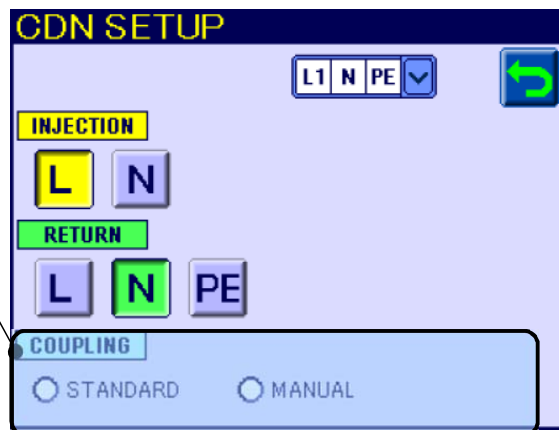 CDN SETUP
L1 N PE
INJECTION
L N
RETURN
L N PE
COUPLING
STANDARD MANUAL